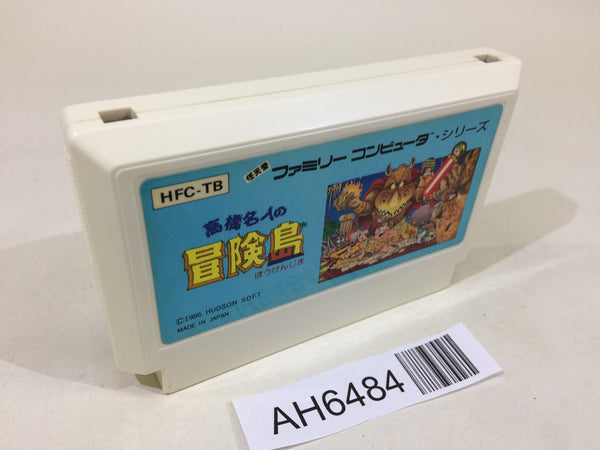 HFC-TB
任天堂 ファミリー コンピュータ™・シリーズ
高橋名人の
冒険島
ぼうけんじま
©1986 HUDSON SOFT
MADE IN JAPAN
AH6484